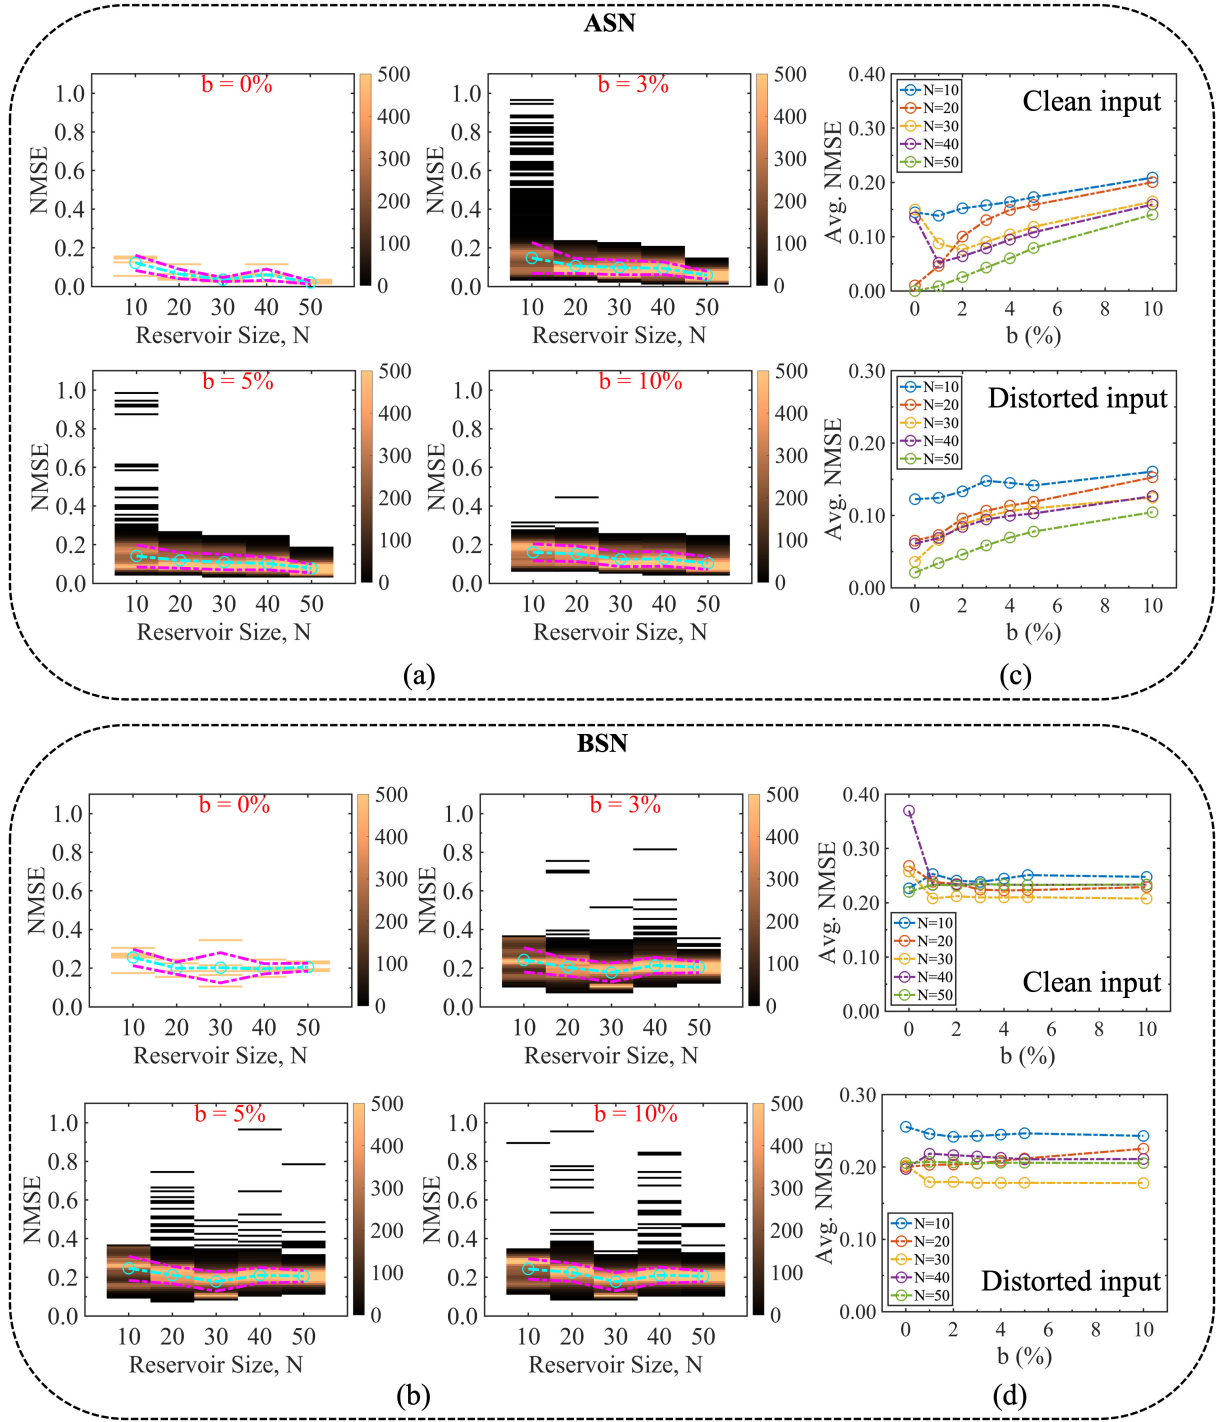 ASN
b = 0%
NMSE
1.0
0.8
0.6
0.4
0.2
0.0
10 20 30 40 50
Reservoir Size, N
500
400
300
200
100
0
b = 3%
NMSE
1.0
0.8
0.6
0.4
0.2
0.0
10 20 30 40 50
Reservoir Size, N
500
400
300
200
100
0
Clean input
N=10
N=20
N=30
N=40
N=50
Avg. NMSE
0.40
0.30
0.20
0.10
0.00
0 2 4 6 8 10
b (%)
b = 5%
NMSE
1.0
0.8
0.6
0.4
0.2
0.0
10 20 30 40 50
Reservoir Size, N
500
400
300
200
100
0
b = 10%
NMSE
1.0
0.8
0.6
0.4
0.2
0.0
10 20 30 40 50
Reservoir Size, N
500
400
300
200
100
0
Distorted input
N=10
N=20
N=30
N=40
N=50
Avg. NMSE
0.30
0.20
0.10
0.00
0 2 4 6 8 10
b (%)
(a)
(c)
BSN
b = 0%
NMSE
1.0
0.8
0.6
0.4
0.2
0.0
10 20 30 40 50
Reservoir Size, N
500
400
300
200
100
0
b = 3%
NMSE
1.0
0.8
0.6
0.4
0.2
0.0
10 20 30 40 50
Reservoir Size, N
500
400
300
200
100
0
Avg. NMSE
0.40
0.30
0.20
0.10
0.00
N=10
N=20
N=30
N=40
N=50
Clean input
0 2 4 6 8 10
b (%)
b = 5%
NMSE
1.0
0.8
0.6
0.4
0.2
0.0
10 20 30 40 50
Reservoir Size, N
500
400
300
200
100
0
b = 10%
NMSE
1.0
0.8
0.6
0.4
0.2
0.0
10 20 30 40 50
Reservoir Size, N
500
400
300
200
100
0
Avg. NMSE
0.30
0.20
0.10
0.00
N=10
N=20
N=30
N=40
N=50
Distorted input
0 2 4 6 8 10
b (%)
(b)
(d)